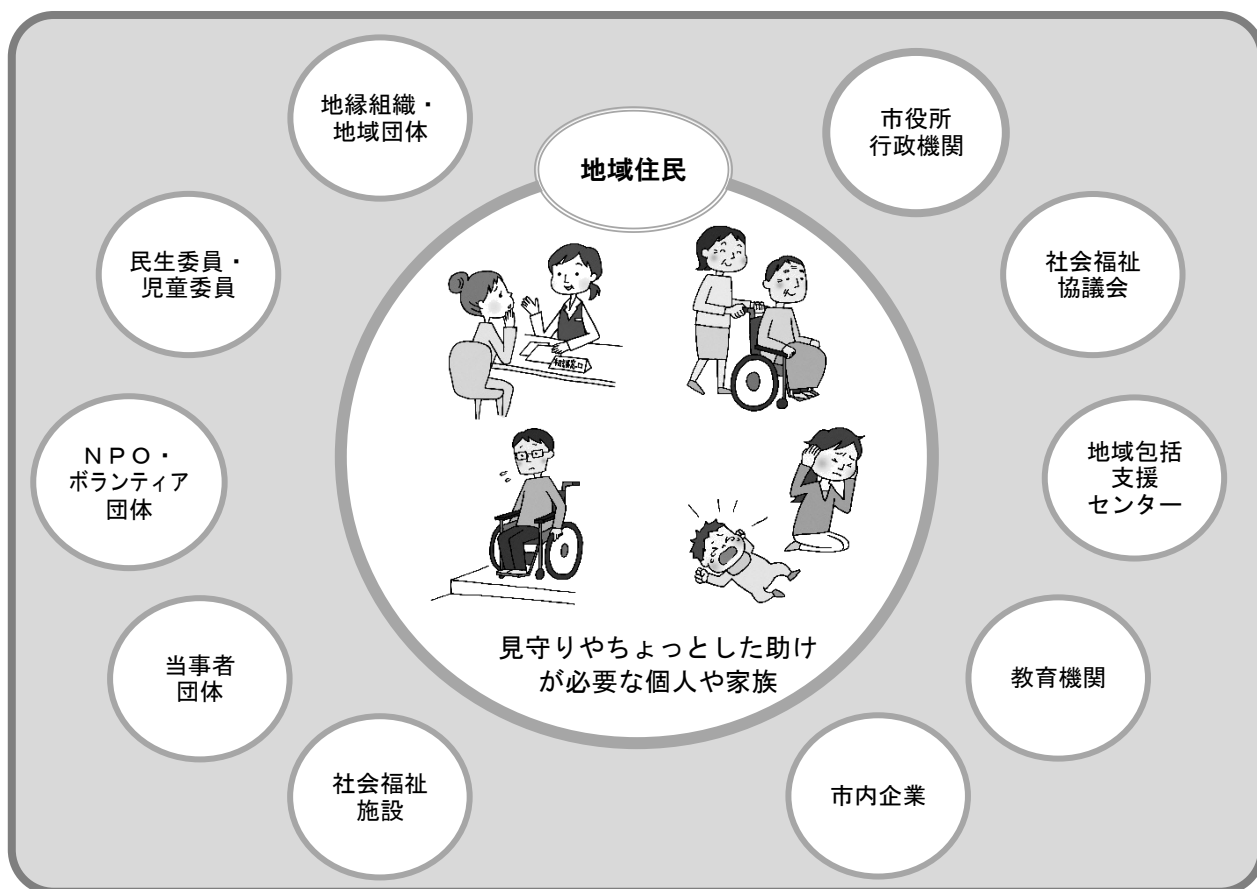 地縁組織・
地域団体
市役所
行政機関
地域住民
民生委員・
児童委員
社会福祉
協議会
相談窓口
NPO・
ボランティア
団体
地域包括
支援
センター
見守りやちょっとした助け
が必要な個人や家族
当事者
団体
教育機関
社会福祉
施設
市内企業